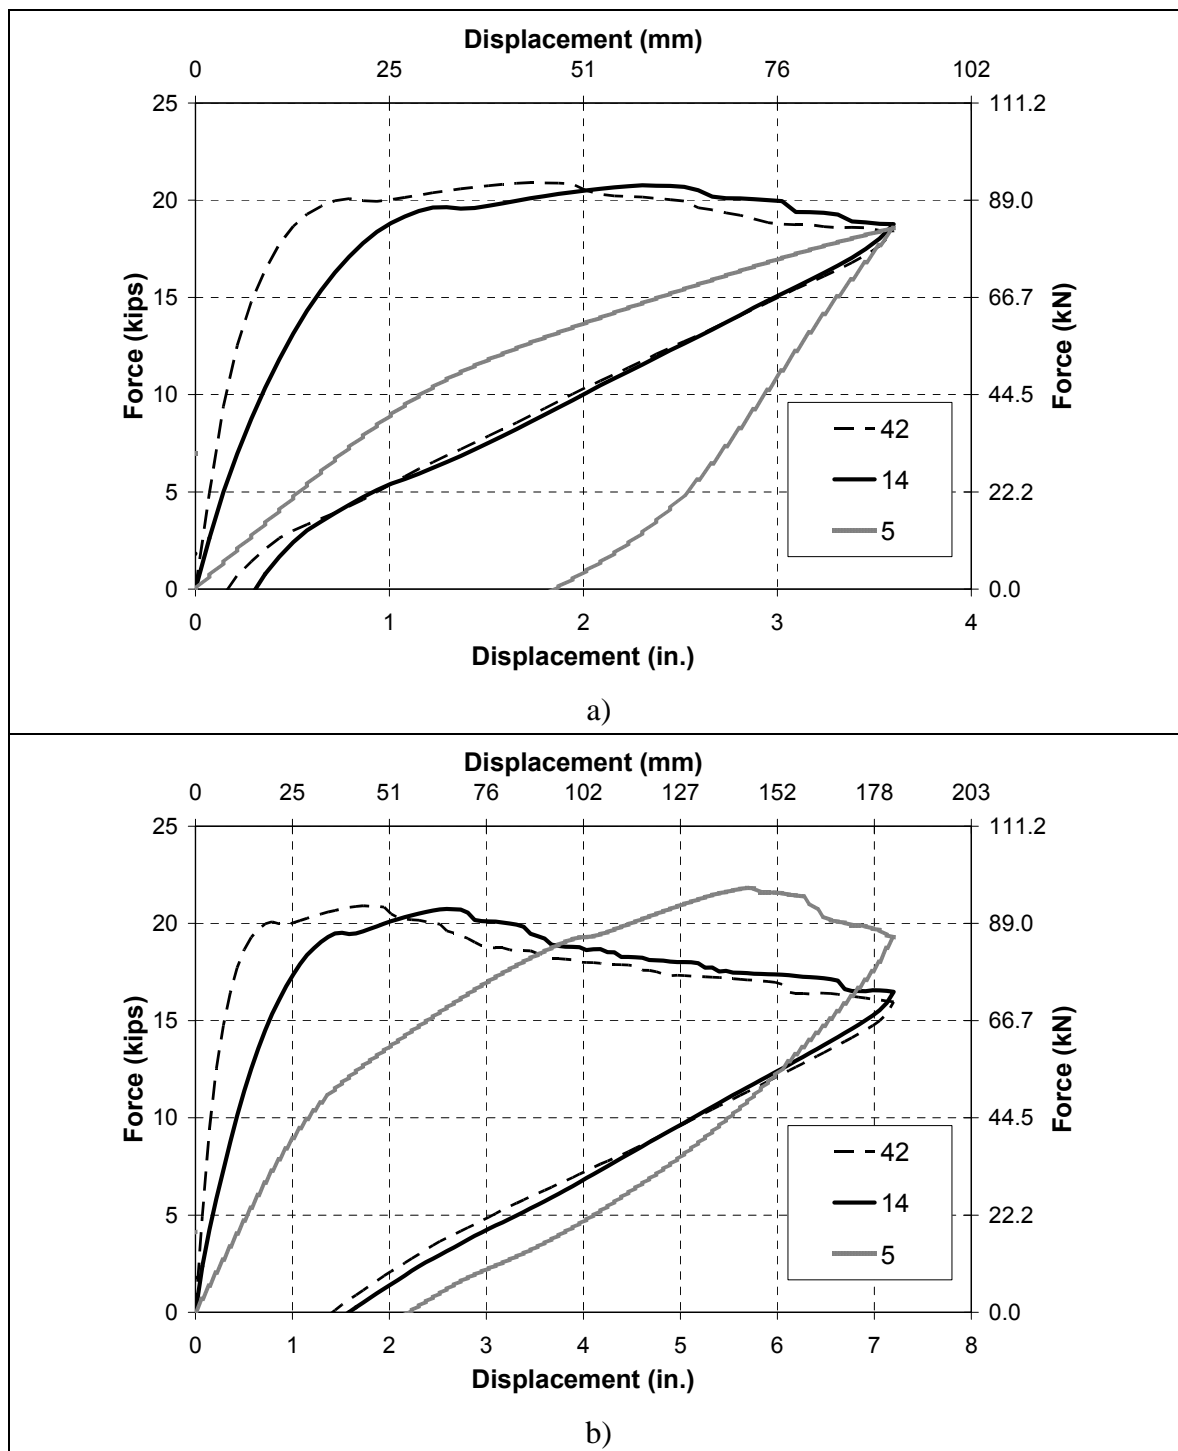 Displacement (mm)
0 25 51 76 102
25 111.2
20 89.0
15 66.7
10 44.5
5 22.2
0 0.0
Force (kips)
Force (kN)
42
14
5
0 1 2 3 4
Displacement (in.)
a)
Displacement (mm)
0 25 51 76 102 127 152 178 203
25 111.2
20 89.0
15 66.7
10 44.5
5 22.2
0 0.0
Force (kips)
Force (kN)
42
14
5
0 1 2 3 4 5 6 7 8
Displacement (in.)
b)